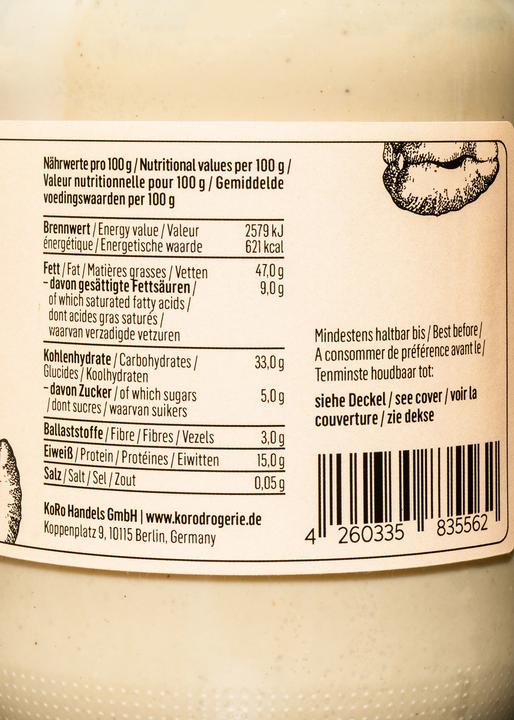 Nährwerte pro 100 g / Nutritional values per 100 g /
Valeur nutritionnelle pour 100 g / Gemiddelde
voedingswaarden per 100 g
Brennwert / Energy value / Valeur 2579 kJ
énergétique / Energetische waarde 621 kcal
Fett / Fat / Matières grasses / Vetten 47,0 g
- davon gesättigte Fettsäuren / 9,0 g
of which saturated fatty acids /
dont acides gras saturés /
waarvan verzadigde vetzuren
Kohlenhydrate / Carbohydrates / 33,0 g
Glucides / Koolhydraten
- davon Zucker / of which sugars 5,0 g
/ dont sucres / waarvan suikers
Ballaststoffe / Fibre / Fibres / Vezels 3,0 g
Eiweiß / Protein / Protéines / Eiwitten 15,0 g
Salz / Salt / Sel / Zout 0,05 g
KoRo Handels GmbH | www.korodrogerie.de
Koppenplatz 9, 10115 Berlin, Germany
Mindestens haltbar bis / Best before /
A consommer de préférence avant le /
Tenminste houdbaar tot:
siehe Deckel / see cover / voir la
couverture / zie dekse
4 260335 835562